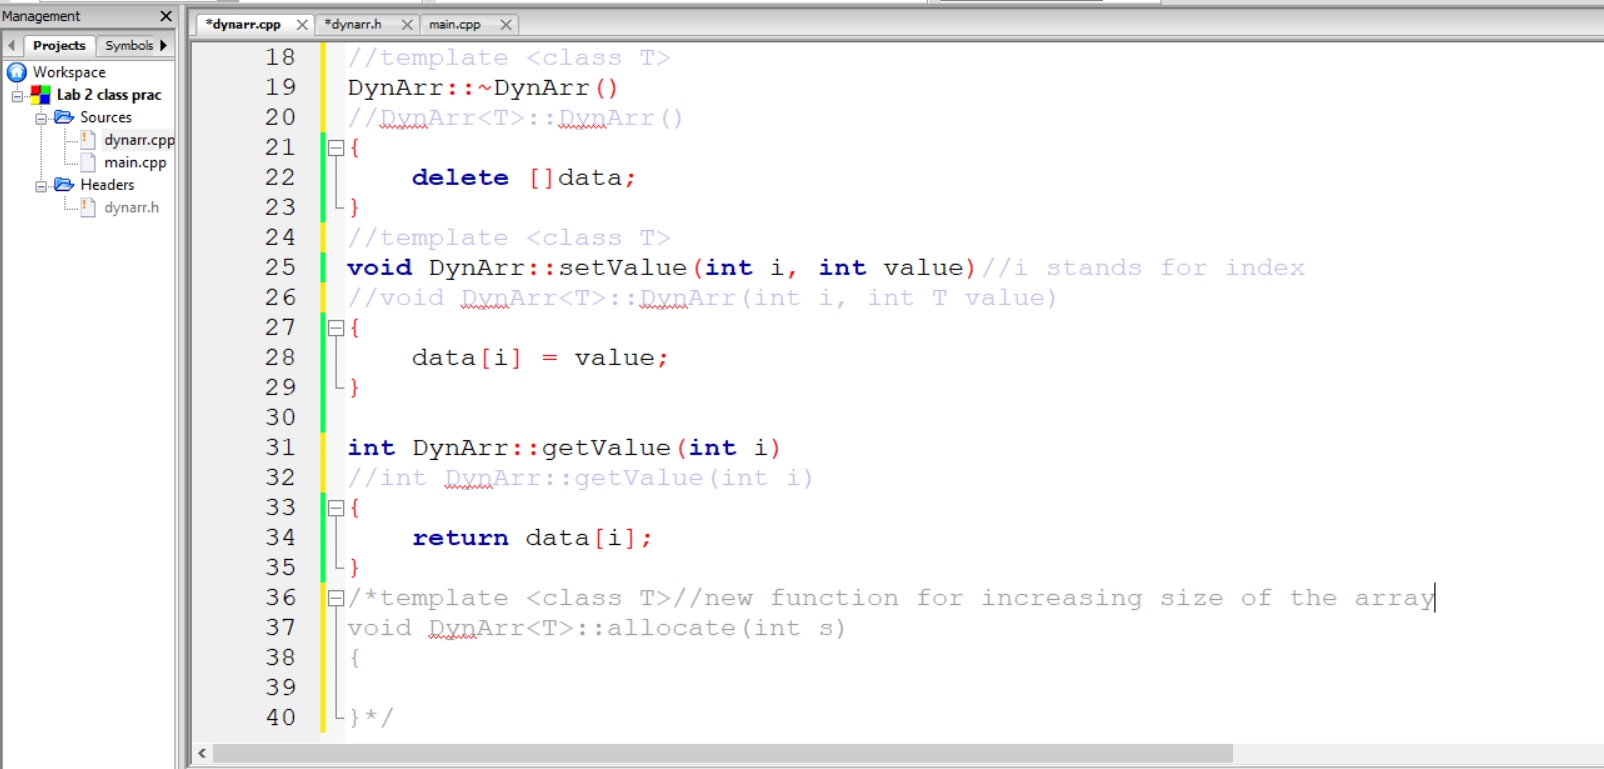 Management
*dynarr.cpp
*dynarr.h
main.cpp
Projects
Symbols
Workspace
Lab 2 class prac
Sources
dynarr.cpp
main.cpp
Headers
dynarr.h
18 //template <class T>
19 DynArr::~DynArr()
20 //DynArr<T>::DynArr()
21 {
22 delete []data;
23 }
24 //template <class T>
25 void DynArr::setValue(int i, int value)//i stands for index
26 //void DynArr<T>::DynArr(int i, int T value)
27 {
28 data[i] = value;
29 }
30
31 int DynArr::getValue(int i)
32 //int DynArr::getValue(int i)
33 {
34 return data[i];
35 }
36 /*template <class T>//new function for increasing size of the array
37 void DynArr<T>::allocate(int s)
38 {
39
40 }*/